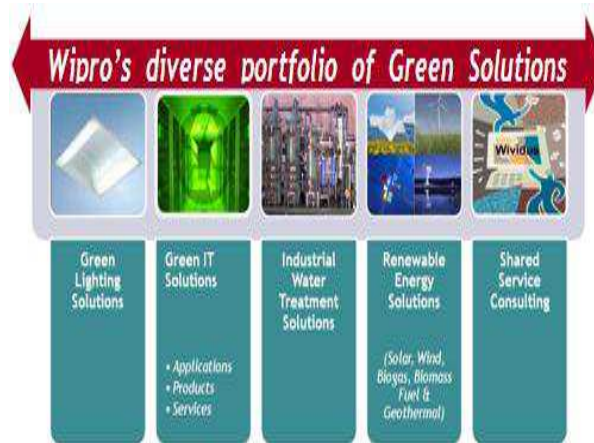 Wipro's diverse portfolio of Green Solutions
Wividus
Green
Lighting
Solutions
Green IT
Solutions
• Applications
• Products
• Services
Industrial
Water
Treatment
Solutions
Renewable
Energy
Solutions
(Solar, Wind,
Biogas, Biomass
Fuel &
Geothermal)
Shared
Service
Consulting